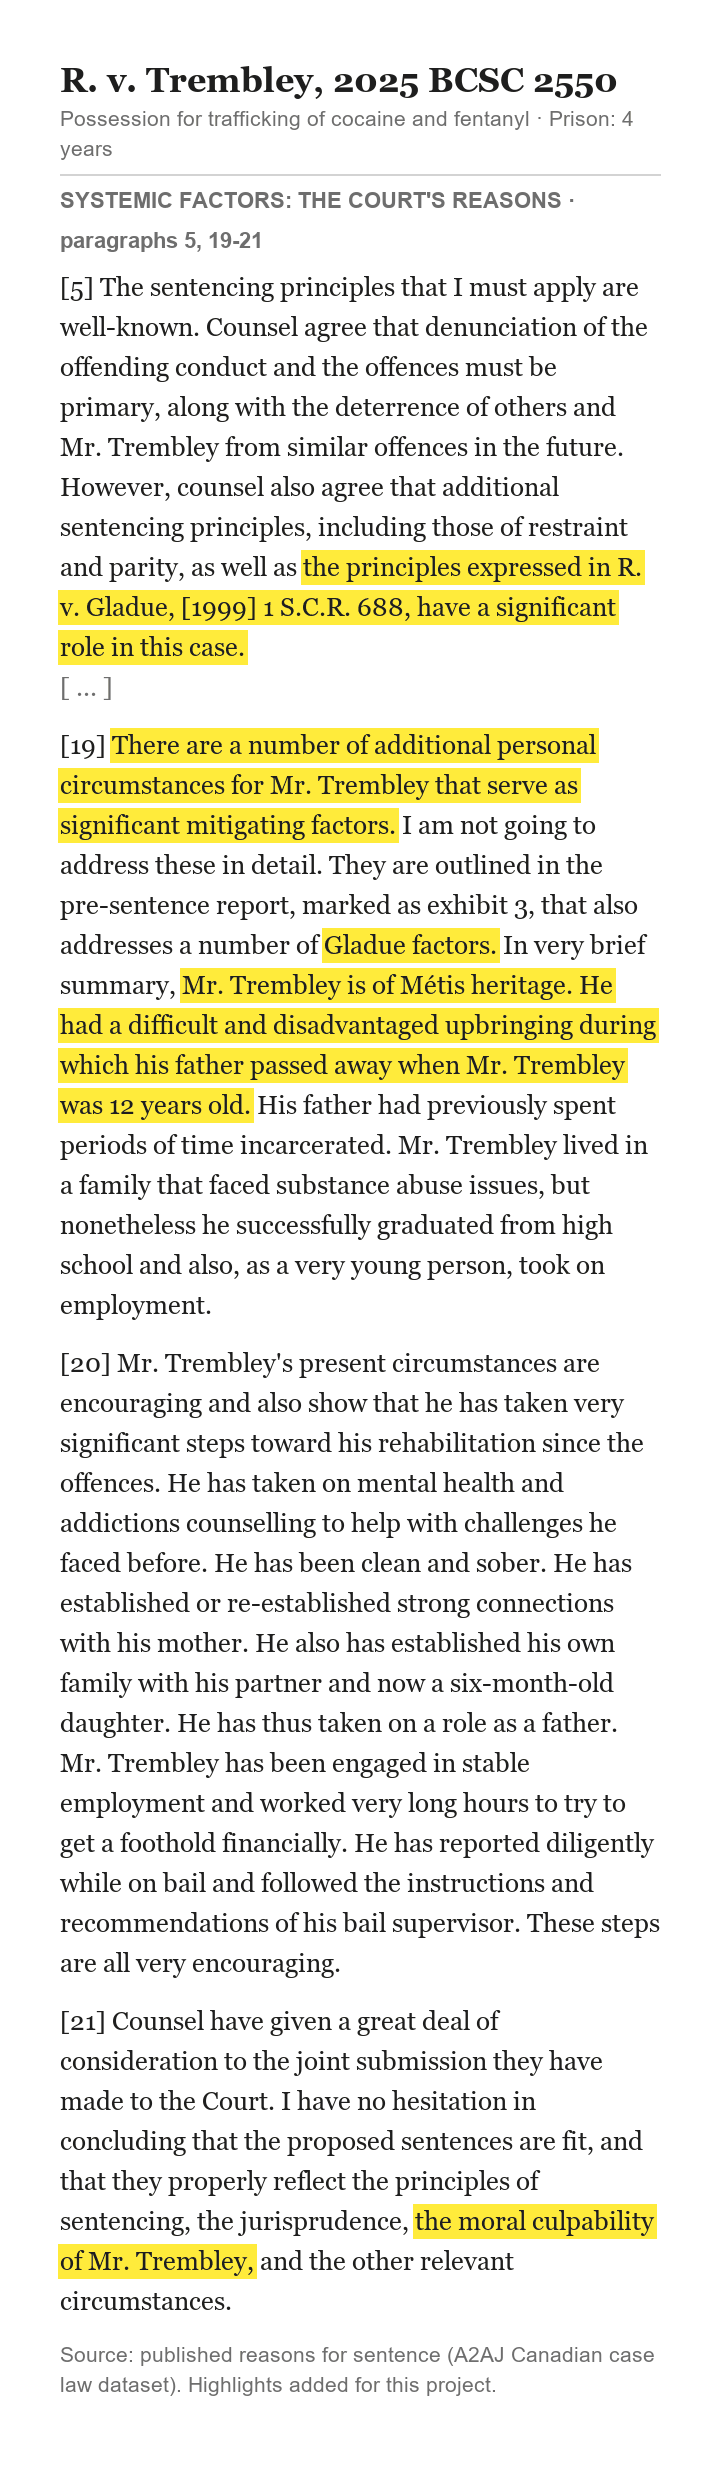 R. v. Trembley, 2025 BCSC 2550
Possession for trafficking of cocaine and fentanyl · Prison: 4
years
SYSTEMIC FACTORS: THE COURT'S REASONS ·
paragraphs 5, 19-21
[5] The sentencing principles that I must apply are
well-known. Counsel agree that denunciation of the
offending conduct and the offences must be
primary, along with the deterrence of others and
Mr. Trembley from similar offences in the future.
However, counsel also agree that additional
sentencing principles, including those of restraint
and parity, as well as the principles expressed in R.
v. Gladue, [1999] 1 S.C.R. 688, have a significant
role in this case.
[ ... ]
[19] There are a number of additional personal
circumstances for Mr. Trembley that serve as
significant mitigating factors. I am not going to
address these in detail. They are outlined in the
pre-sentence report, marked as exhibit 3, that also
addresses a number of Gladue factors. In very brief
summary, Mr. Trembley is of Métis heritage. He
had a difficult and disadvantaged upbringing during
which his father passed away when Mr. Trembley
was 12 years old. His father had previously spent
periods of time incarcerated. Mr. Trembley lived in
a family that faced substance abuse issues, but
nonetheless he successfully graduated from high
school and also, as a very young person, took on
employment.
[20] Mr. Trembley's present circumstances are
encouraging and also show that he has taken very
significant steps toward his rehabilitation since the
offences. He has taken on mental health and
addictions counselling to help with challenges he
faced before. He has been clean and sober. He has
established or re-established strong connections
with his mother. He also has established his own
family with his partner and now a six-month-old
daughter. He has thus taken on a role as a father.
Mr. Trembley has been engaged in stable
employment and worked very long hours to try to
get a foothold financially. He has reported diligently
while on bail and followed the instructions and
recommendations of his bail supervisor. These steps
are all very encouraging.
[21] Counsel have given a great deal of
consideration to the joint submission they have
made to the Court. I have no hesitation in
concluding that the proposed sentences are fit, and
that they properly reflect the principles of
sentencing, the jurisprudence, the moral culpability
of Mr. Trembley, and the other relevant
circumstances.
Source: published reasons for sentence (A2AJ Canadian case
law dataset). Highlights added for this project.